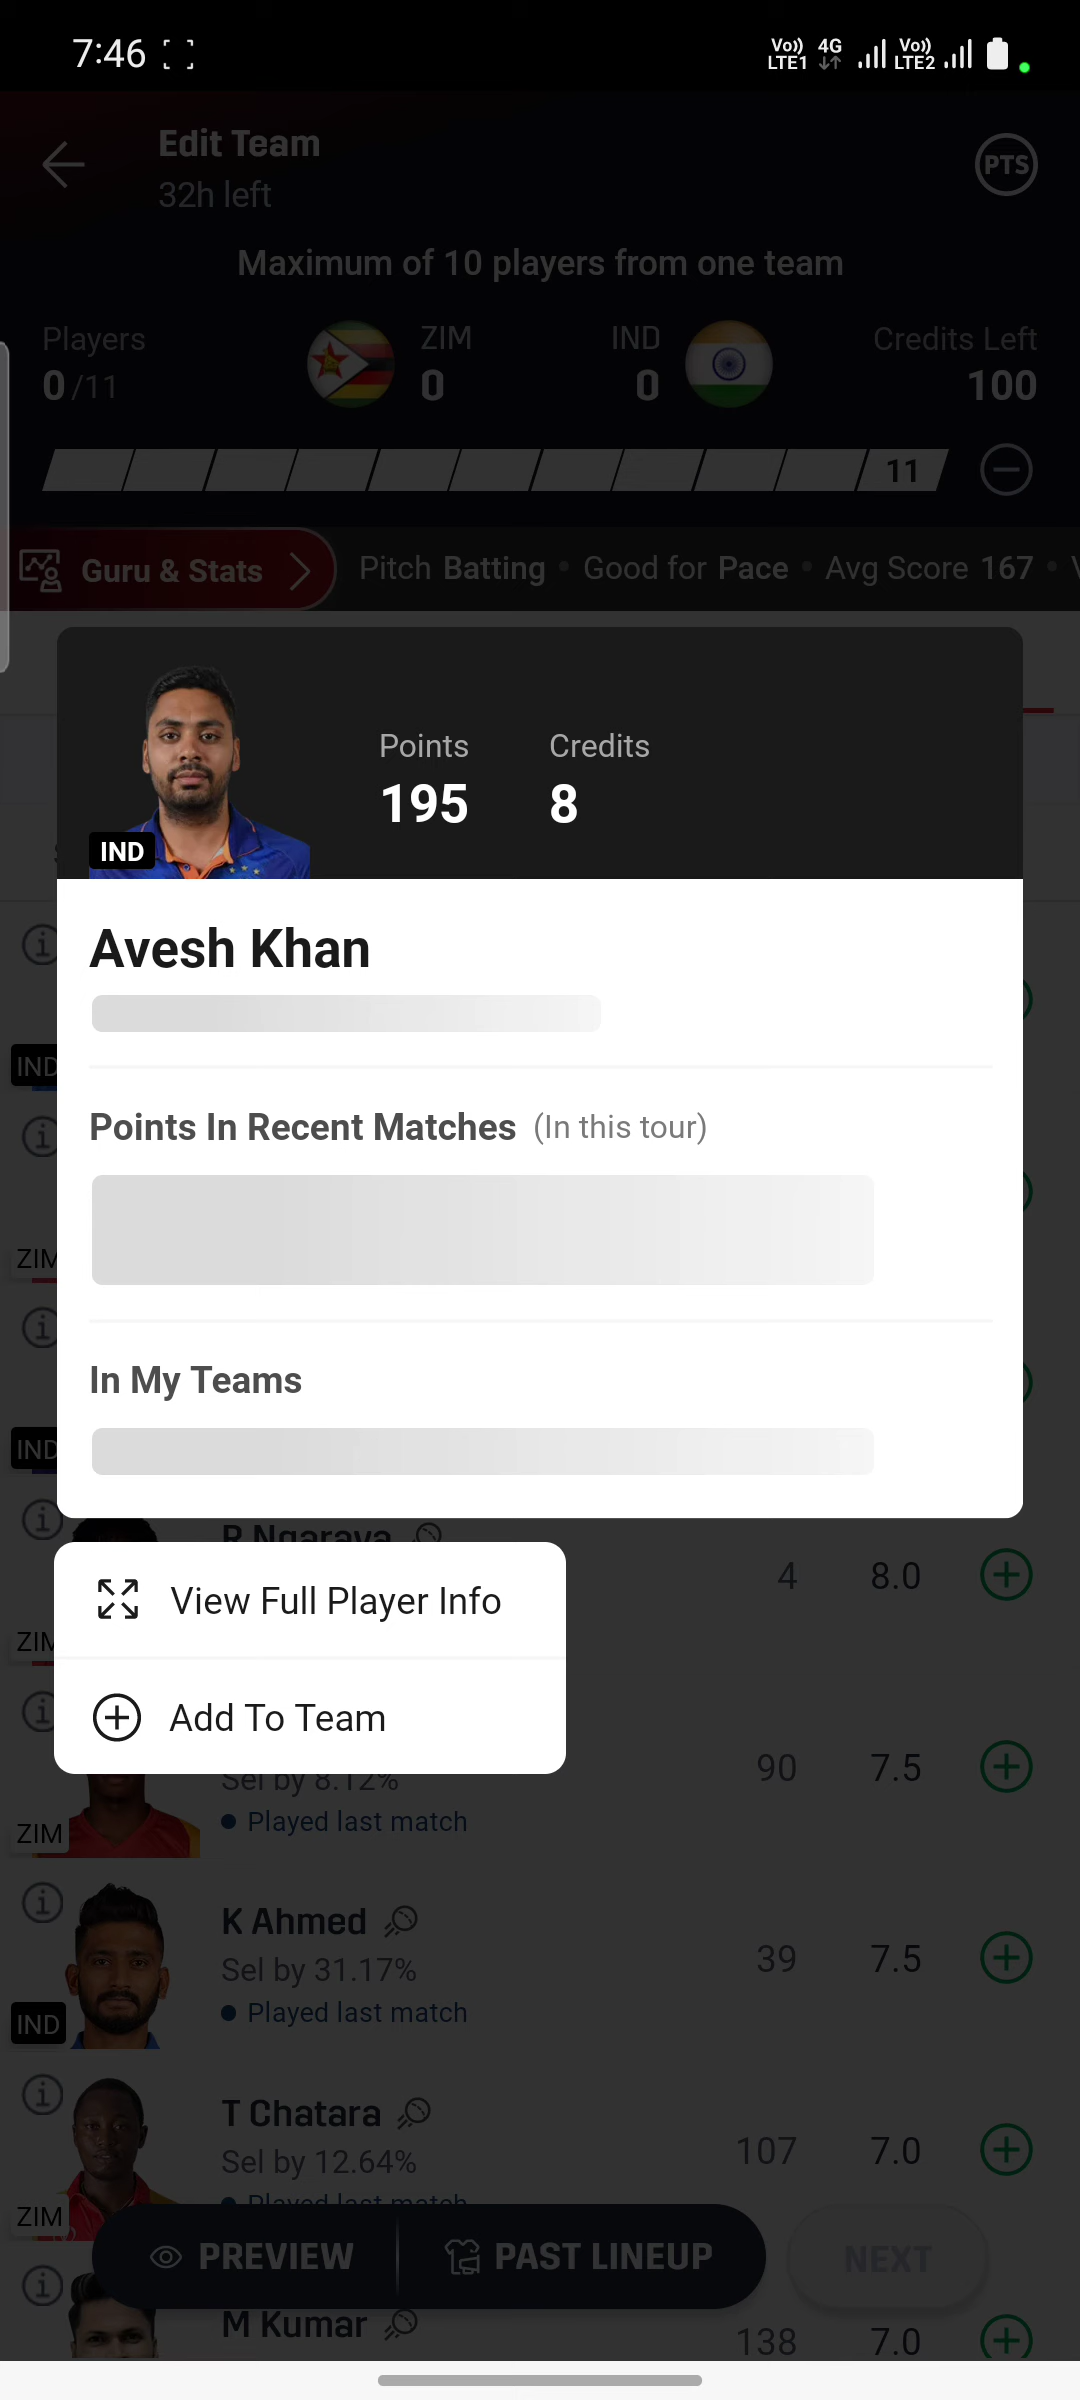 7:46
Vo)) LTE1 4G Vo)) LTE2
Edit Team
32h left
PTS
Maximum of 10 players from one team
Players
0/11
ZIM
0
IND
0
Credits Left
100
11
Guru & Stats
Pitch Batting • Good for Pace • Avg Score 167 •
Points
195
Credits
8
IND
Avesh Khan
IND
Points In Recent Matches (In this tour)
ZIM
In My Teams
IND
R Ngarava
4 8.0
View Full Player Info
ZIM
Add To Team
Sel by 8.12%
90 7.5
Played last match
ZIM
K Ahmed
Sel by 31.17%
39 7.5
Played last match
IND
T Chatara
Sel by 12.64%
107 7.0
Played last match
ZIM
PREVIEW
PAST LINEUP
NEXT
M Kumar
138 7.0